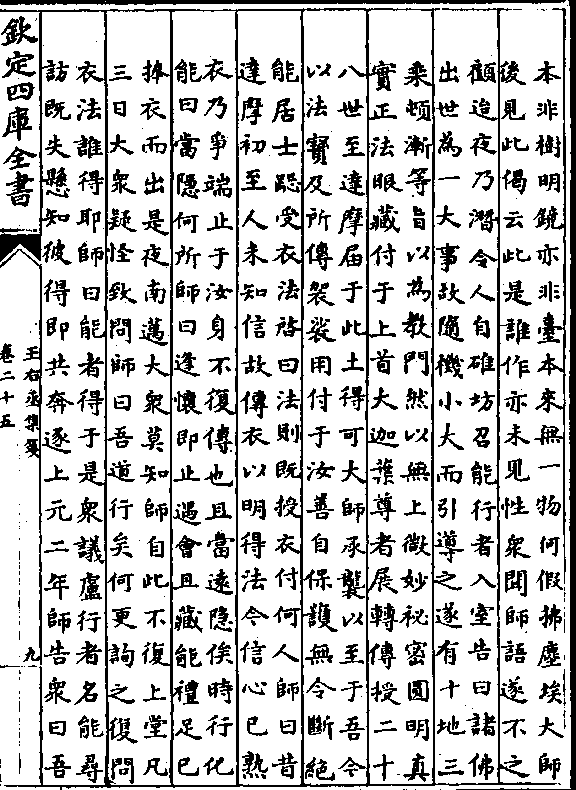 本非樹明鏡亦非臺本來無一物何假拂塵埃大師
後見此偈云此是誰作亦未見性衆聞師語遂不之
顧迨夜乃潛令人自碓坊召能行者入室告曰諸佛
出世為一大事故隨機小大而引導之遂有十地三
乘頓漸等旨以為教門然以無上微妙秘密圓明真
實正法眼藏付于上首大迦葉尊者展轉傳授二十
八世至達摩届于此土得可大師承襲以至于吾今
以法寳及所傳袈裟用付于汝善自保護無令斷絶
能居士跽受衣法啓曰法則既授衣付何人師曰昔
達摩初至人未知信故傳衣以明得法今信心已熟
衣乃爭端止于汝身不復傳也且當遠隐俟時行化
能曰當隱何所師曰逢懐即止遇會且藏能禮足已
捧衣而出是夜南邁大衆莫知師自此不復上堂凡
三日大衆疑怪致問師曰吾道行矣何更詢之復問
衣法誰得耶師曰能者得于是衆議盧行者名能尋
訪既失懸知彼得即共奔逐上元二年師告衆曰吾
欽定四庫全書
王右丞集箋
卷二十五
九